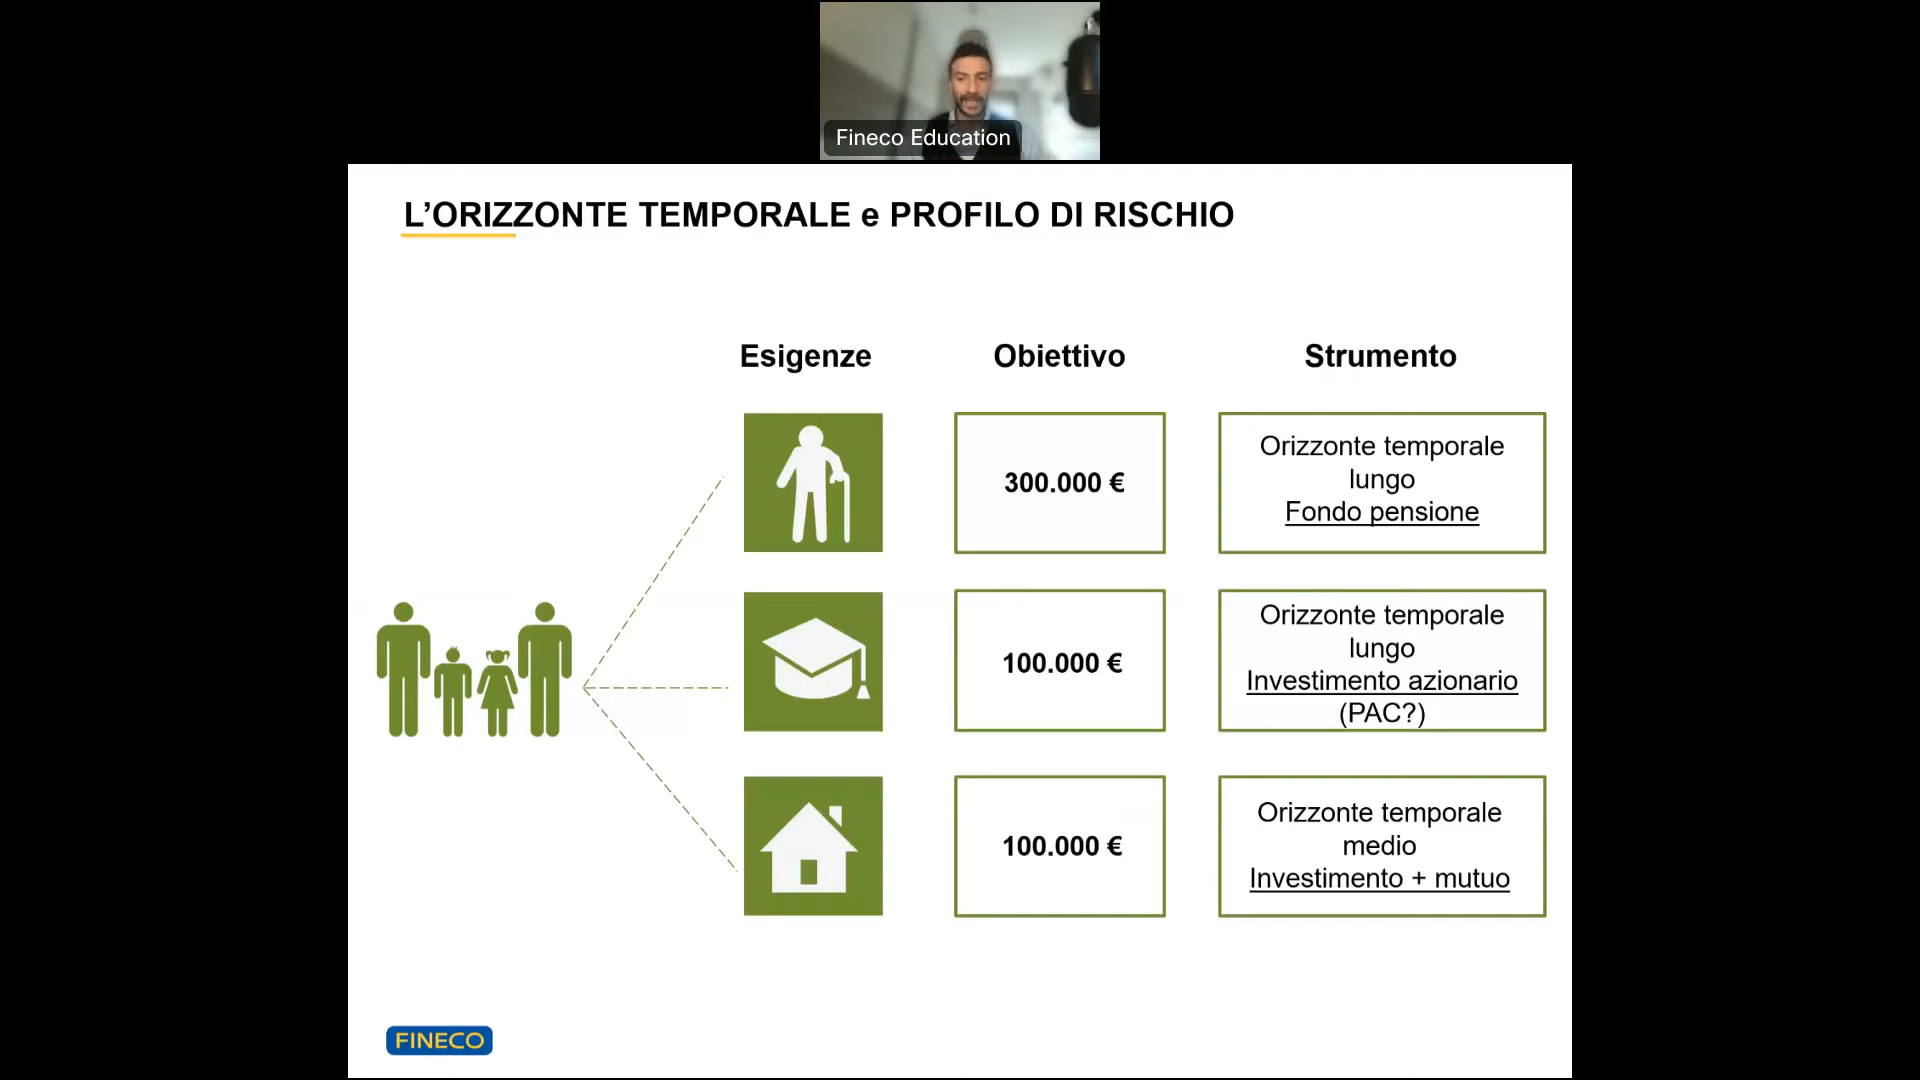 Fineco Education
L’ORIZZONTE TEMPORALE e PROFILO DI RISCHIO
Esigenze
Obiettivo
Strumento
300.000 €
Orizzonte temporale
lungo
Fondo pensione
100.000 €
Orizzonte temporale
lungo
Investimento azionario
(PAC?)
100.000 €
Orizzonte temporale
medio
Investimento + mutuo
FINECO